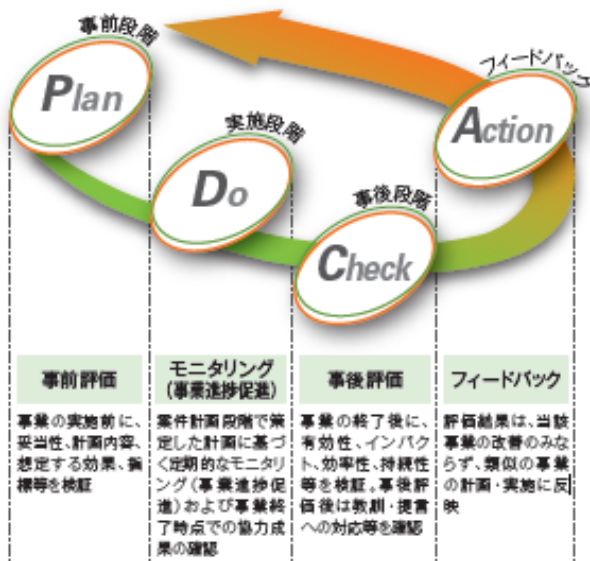 事前段階
Plan
実施段階
Do
事後段階
Check
フィードバック
Action
事前評価
事業の実施前に、
妥当性、計画内容、
想定する効果、指
標等を検証
モニタリング
（事業進捗促進）
案件計画段階で策
定した計画に基づ
く定期的なモニタ
リング（事業進捗促
進）および事業終
了時点での協力成
果の確認
事後評価
事業の終了後に、
有効性、インパク
ト、効率性、持続性
等を検証。事後評
価後は教訓・提言
への対応等を確認
フィードバック
評価結果は、当該
事業の改善のみな
らず、類似の事業
の計画・実施に反
映